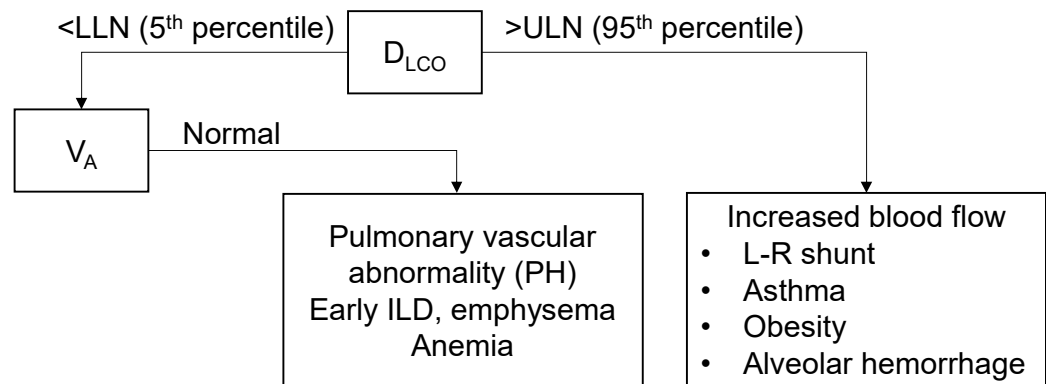 <LLN (5th percentile)
DLCO
>ULN (95th percentile)
VA
Normal
Pulmonary vascular
abnormality (PH)
Early ILD, emphysema
Anemia
Increased blood flow
• L-R shunt
• Asthma
• Obesity
• Alveolar hemorrhage